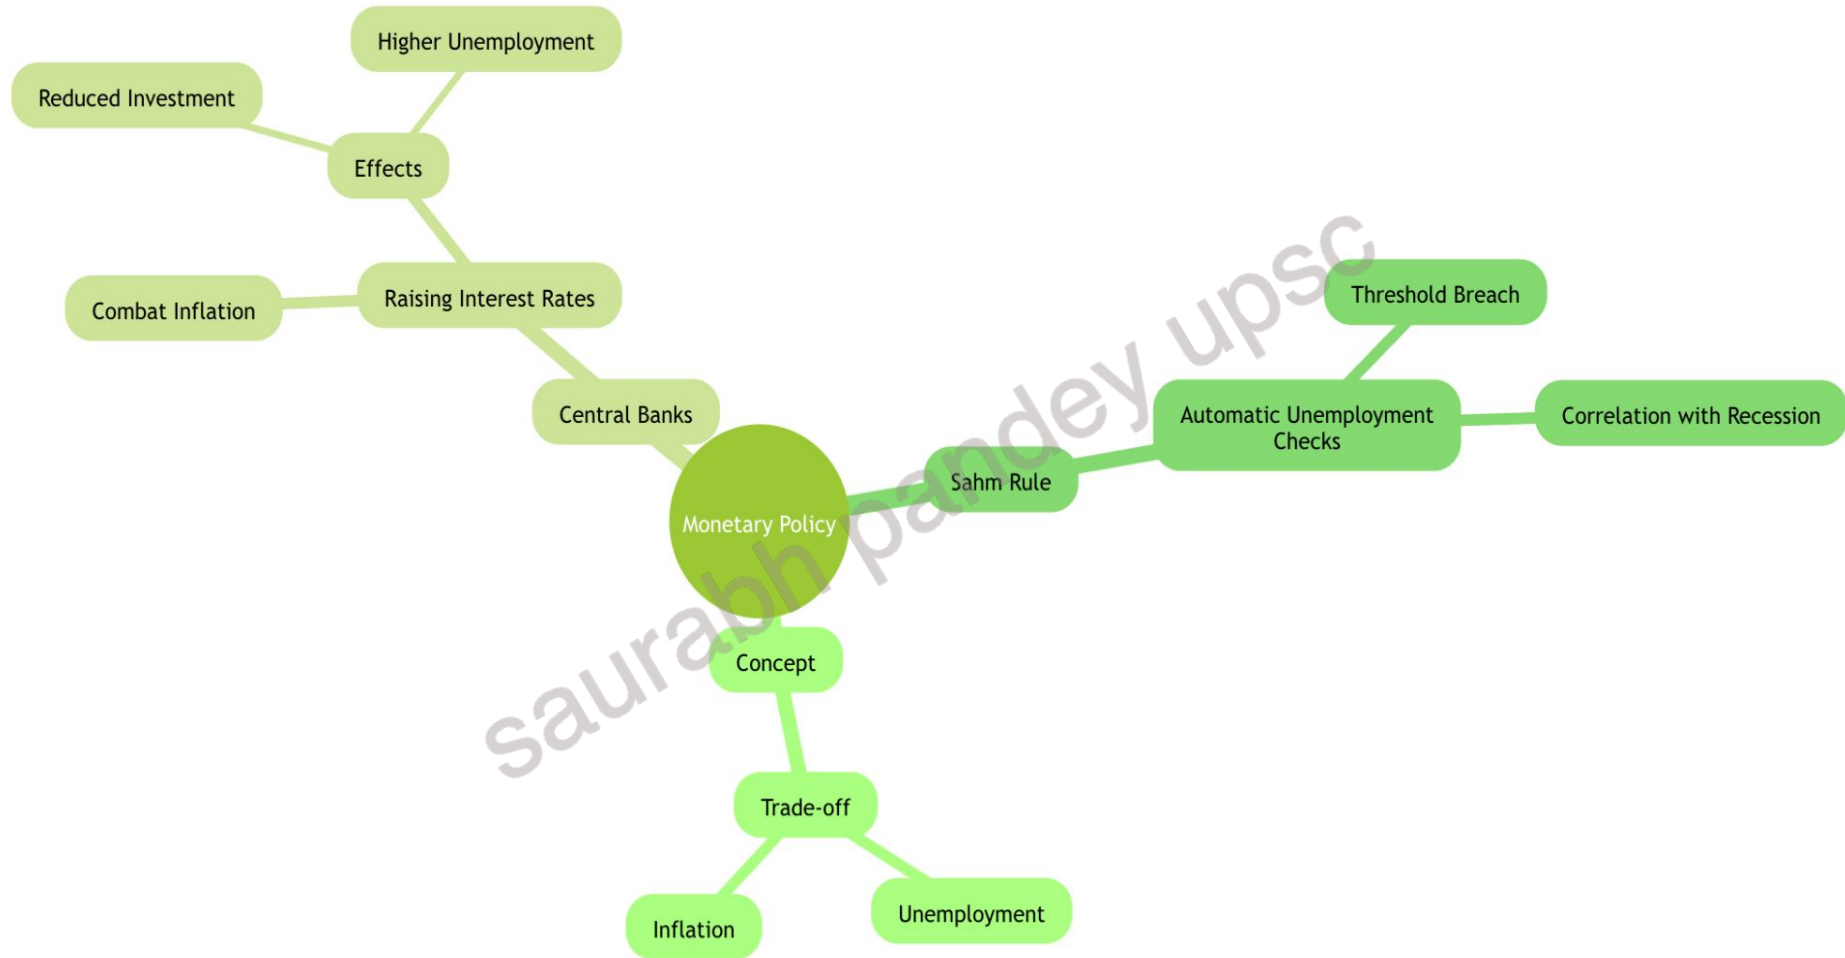 Higher Unemployment
Reduced Investment
Effects
Combat Inflation
Raising Interest Rates
Central Banks
Threshold Breach
Automatic Unemployment
Checks
Correlation with Recession
Sahm Rule
Monetary Policy
Concept
Trade-off
Inflation
Unemployment
saurabh pandey upsc